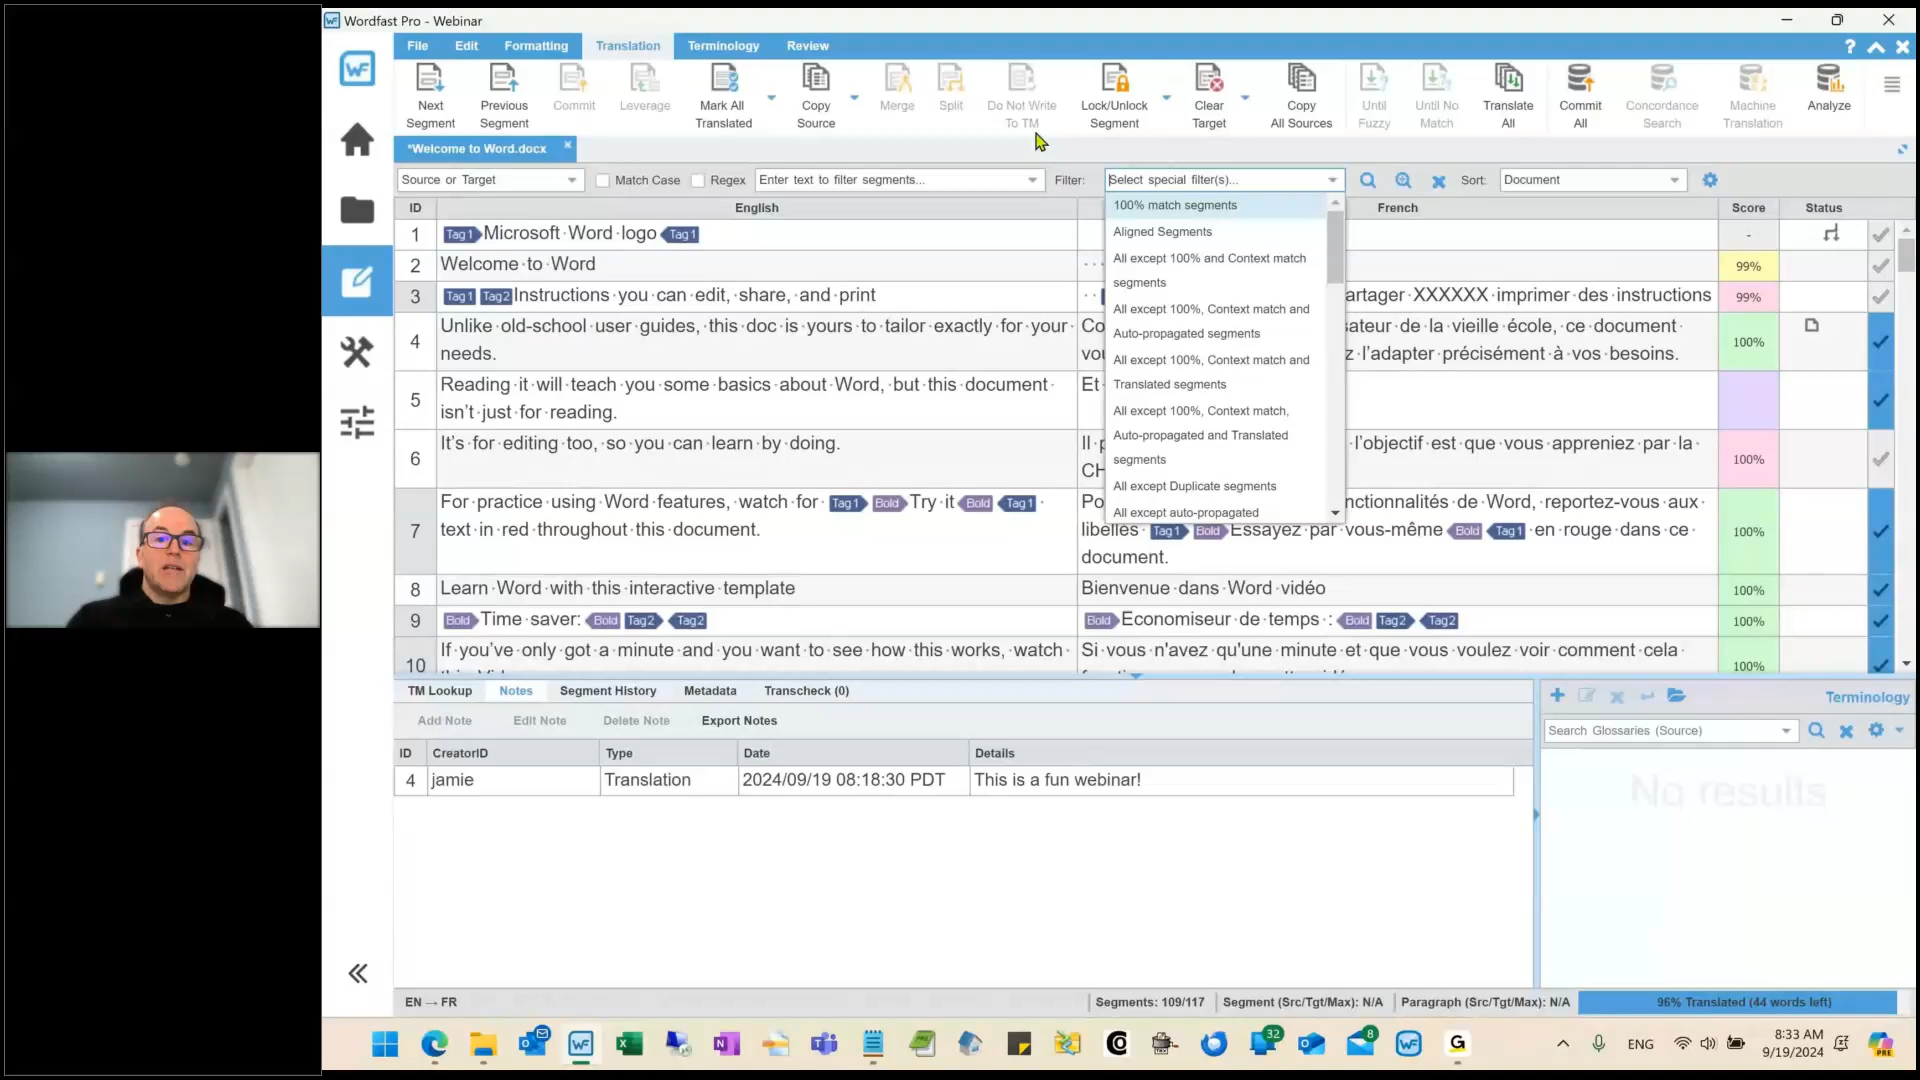 Wordfast Pro - Webinar
File Edit Formatting Translation Terminology Review
Next Segment
Previous Segment
Commit
Leverage
Mark All Translated
Copy Source
Merge
Split
Do Not Write To TM
Lock/Unlock Segment
Clear Target
Copy All Sources
Until Fuzzy
Until No Match
Translate All
Commit All
Concordance Search
Machine Translation
Analyze
*Welcome to Word.docx
Source or Target Match Case Regex Enter text to filter segments... Filter: Select special filter(s)... Sort: Document
ID English French Score Status
100% match segments
Aligned Segments
All except 100% and Context match
segments
All except 100%, Context match and
Auto-propagated segments
All except 100%, Context match and
Translated segments
All except 100%, Context match,
Auto-propagated and Translated
segments
All except Duplicate segments
All except auto-propagated
1 Tag1 Microsoft Word logo Tag1 -
2 Welcome to Word 99%
3 Tag1 Tag2 Instructions you can edit, share, and print artager XXXXXX imprimer des instructions 99%
4 Unlike old-school user guides, this doc is yours to tailor exactly for your Co sateur de la vieille école, ce document
needs. vou z l’adapter précisément à vos besoins. 100%
5 Reading it will teach you some basics about Word, but this document Et
isn’t just for reading.
6 It’s for editing too, so you can learn by doing. Il p l’objectif est que vous appreniez par la
CH 100%
7 For practice using Word features, watch for Tag1 Bold Try it Bold Tag1 Po nctionnalités de Word, reportez-vous aux
text in red throughout this document. libellés Tag1 Bold Essayez par vous-même Bold Tag1 en rouge dans ce
document. 100%
8 Learn Word with this interactive template Bienvenue dans Word vidéo 100%
9 Bold Time saver: Bold Tag2 Tag2 Bold Economiseur de temps : Bold Tag2 Tag2 100%
10 If you’ve only got a minute and you want to see how this works, watch Si vous n'avez qu'une minute et que vous voulez voir comment cela 100%
TM Lookup Notes Segment History Metadata Transcheck (0)
Terminology
Add Note Edit Note Delete Note Export Notes
Search Glossaries (Source)
ID CreatorID Type Date Details
4 jamie Translation 2024/09/19 08:18:30 PDT This is a fun webinar!
No results
EN → FR Segments: 109/117 Segment (Src/Tgt/Max): N/A Paragraph (Src/Tgt/Max): N/A 96% Translated (44 words left)
32
8
ENG
8:33 AM
9/19/2024
PRE